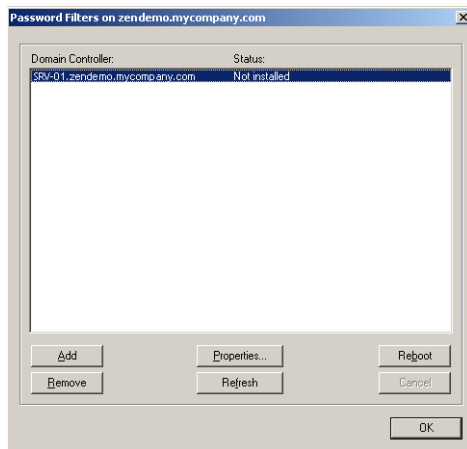 Password Filters on zendemo.mycompany.com
Domain Controller: Status:
SRV-01.zendemo.mycompany.com Not installed
Add Properties... Reboot
Remove Refresh Cancel
OK